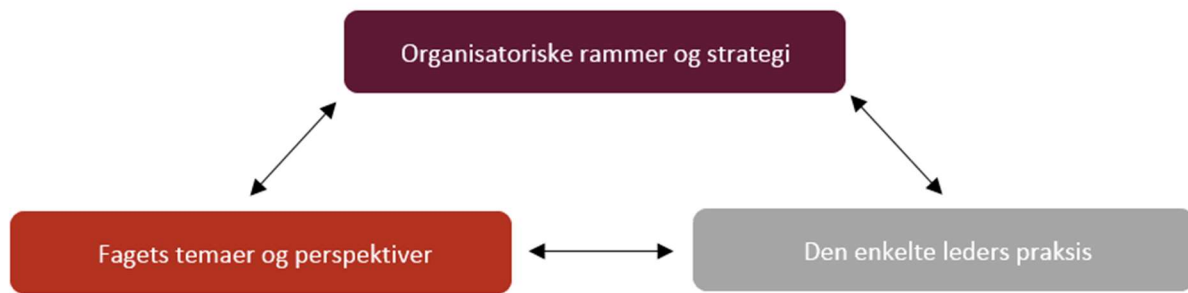 Organisatoriske rammer og strategi
Fagets temaer og perspektiver
Den enkelte leders praksis